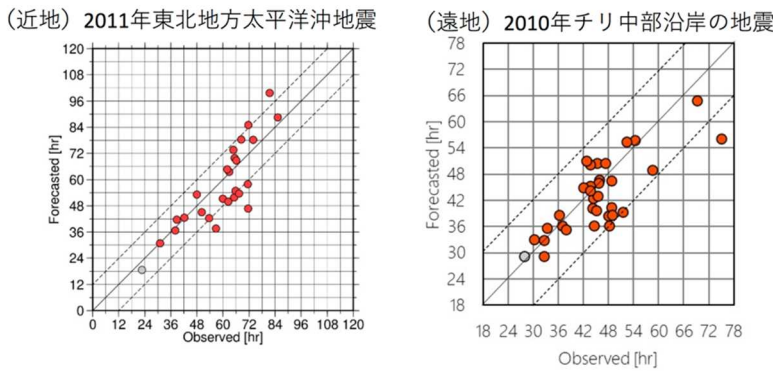 （近地）2011年東北地方太平洋沖地震
120
108
96
84
72
60
48
36
24
12
0
Forecasted [hr]
0 12 24 36 48 60 72 84 96 108 120
Observed [hr]
（遠地）2010年チリ中部沿岸の地震
78
72
66
60
54
48
42
36
30
24
18
Forecasted [hr]
18 24 30 36 42 48 54 60 66 72 78
Observed [hr]